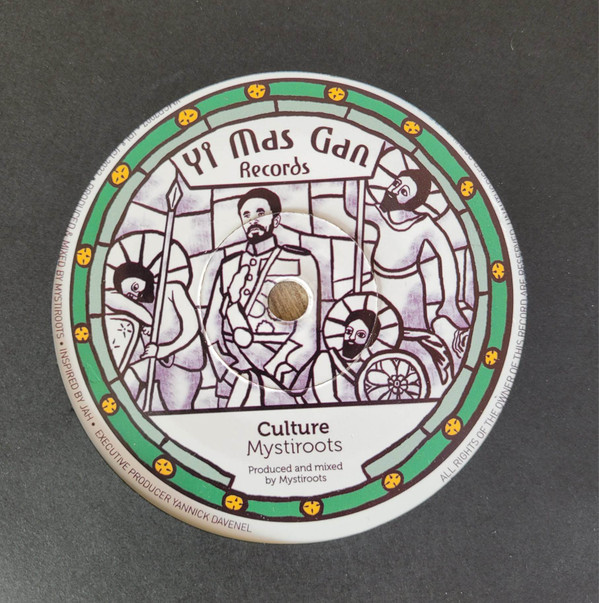 Yi Mas Gan
Records
Culture
Mystiroots
Produced and mixed
by Mystiroots
MIXED BY MYSTIROOTS • INSPIRED BY JAH • EXECUTIVE PRODUCER YANNICK DAVENEL
ALL RIGHTS OF THE OWNER OF THIS RECORD ARE RESERVED